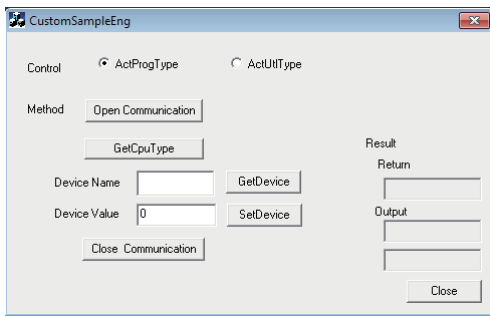 CustomSampleEng
Control ActProgType ActUtlType
Method Open Communication
GetCpuType
Result
Return
Device Name GetDevice
Device Value 0 SetDevice
Output
Close Communication
Close